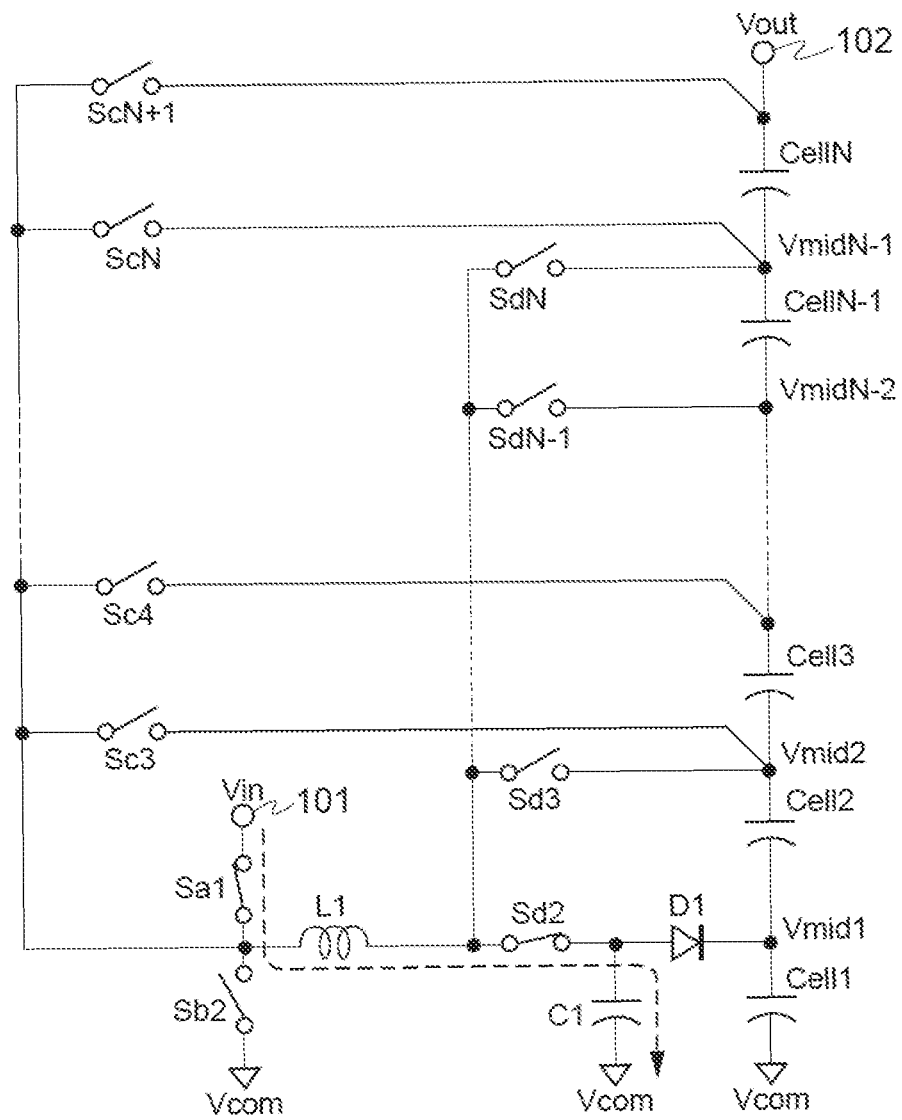 Vout
102
ScN+1
CellN
ScN
VmidN-1
SdN
CellN-1
VmidN-2
SdN-1
Sc4
Cell3
Sc3
Vmid2
Vin
101
Sd3
Cell2
Sa1
L1
Sd2
D1
Vmid1
Sb2
C1
Cell1
Vcom
Vcom
Vcom